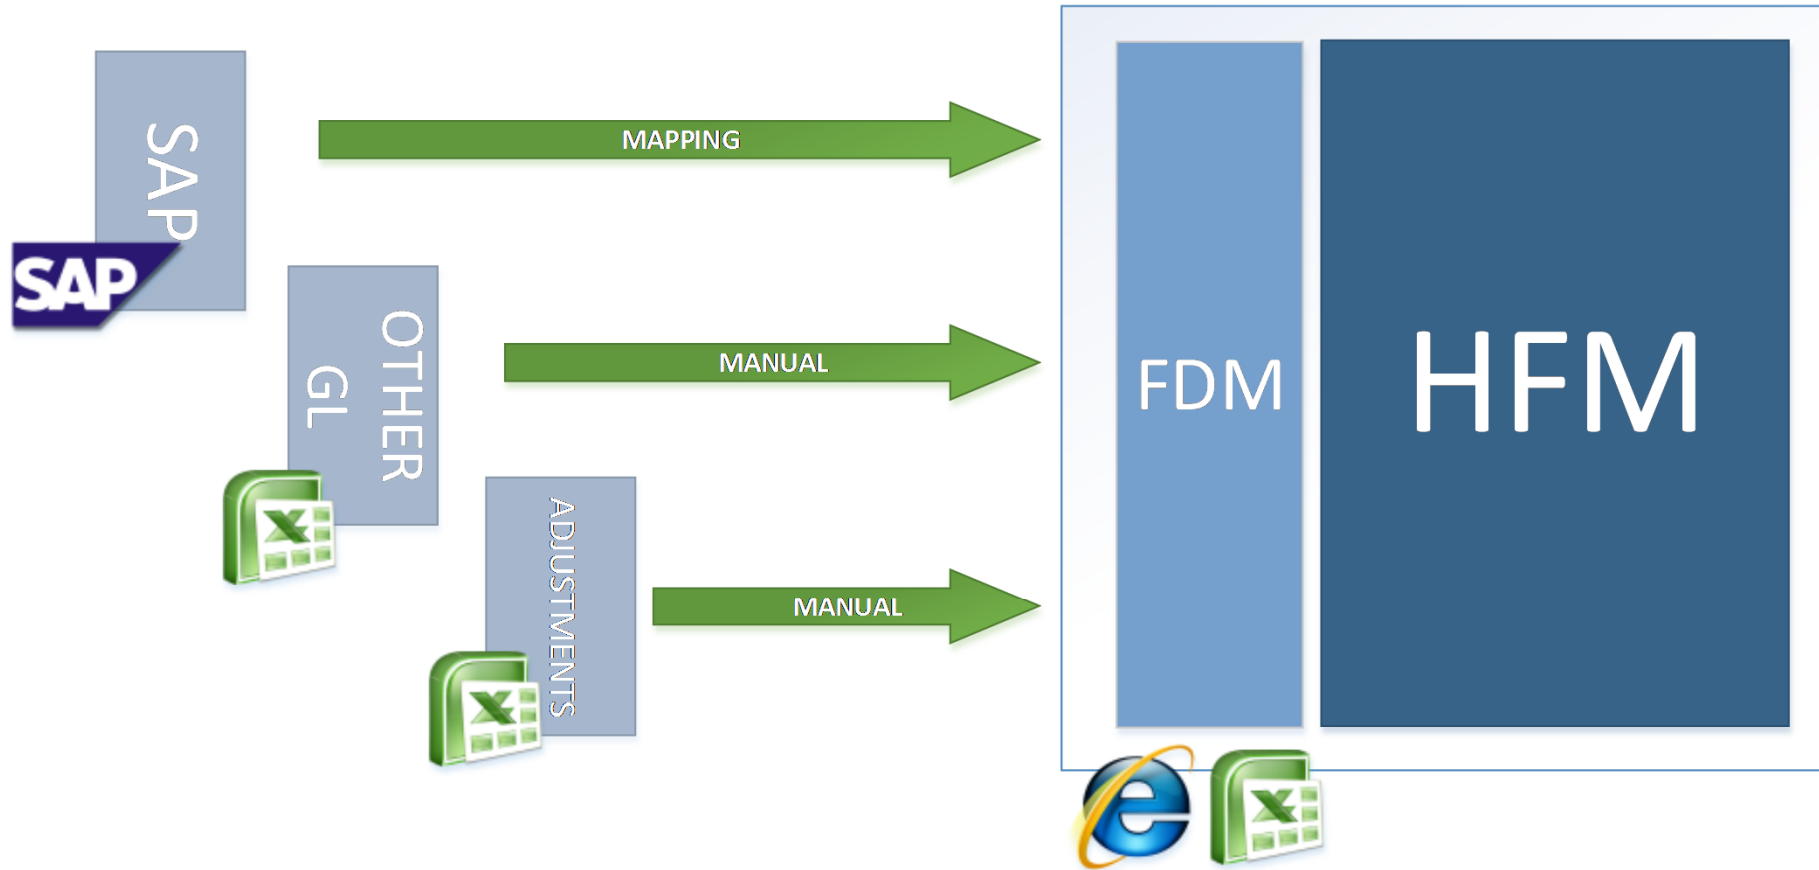 SAP
MAPPING
SAP
OTHER
GL
MANUAL
FDM
HFM
ADJUSTMENTS
MANUAL